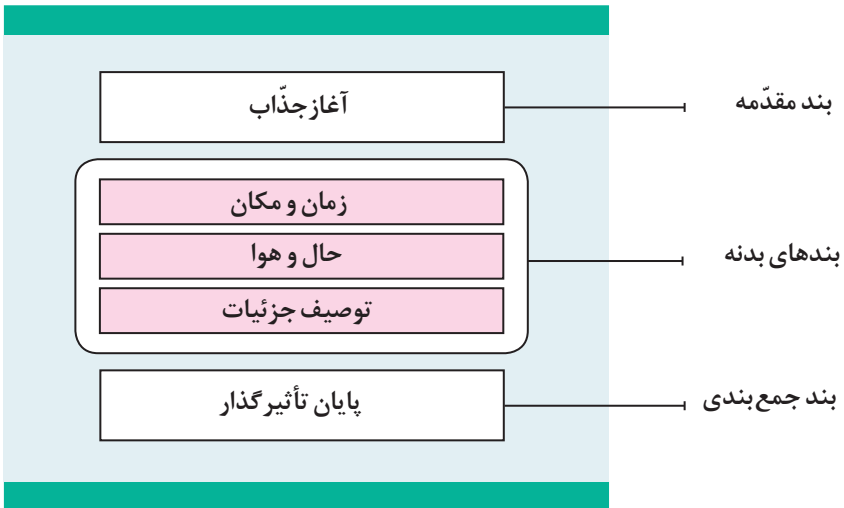 بند مقدّمه
آغاز جذّاب
بندهای بدنه
زمان و مکان
حال و هوا
توصیف جزئیات
بند جمع‌بندی
پایان تأثیرگذار